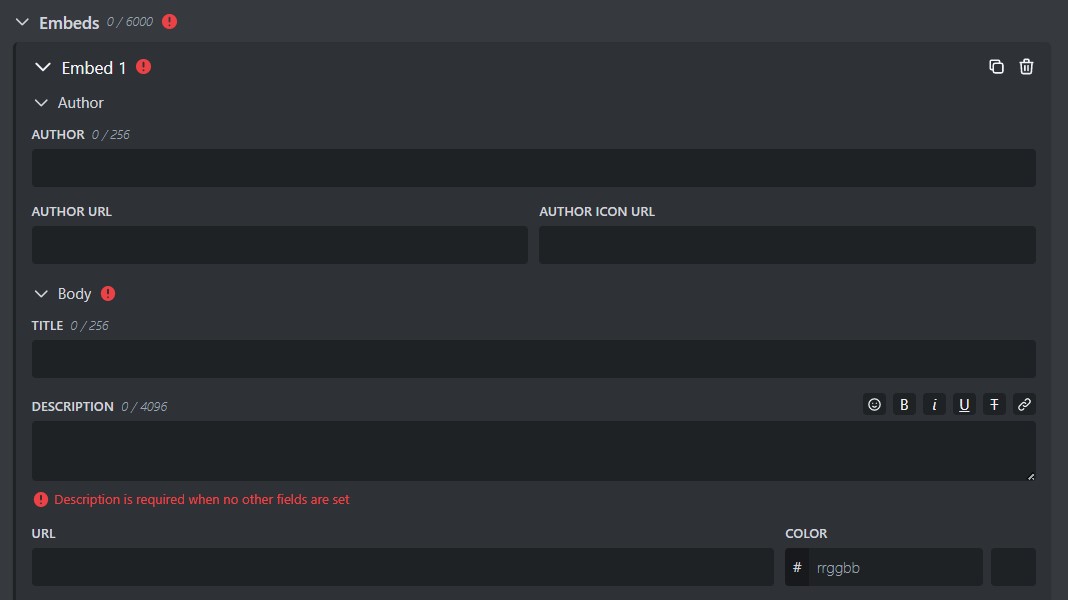 Embeds 0 / 6000
Embed 1
Author
AUTHOR 0 / 256
AUTHOR URL AUTHOR ICON URL
Body
TITLE 0 / 256
DESCRIPTION 0 / 4096 B i U T
Description is required when no other fields are set
URL COLOR
# rrggbb